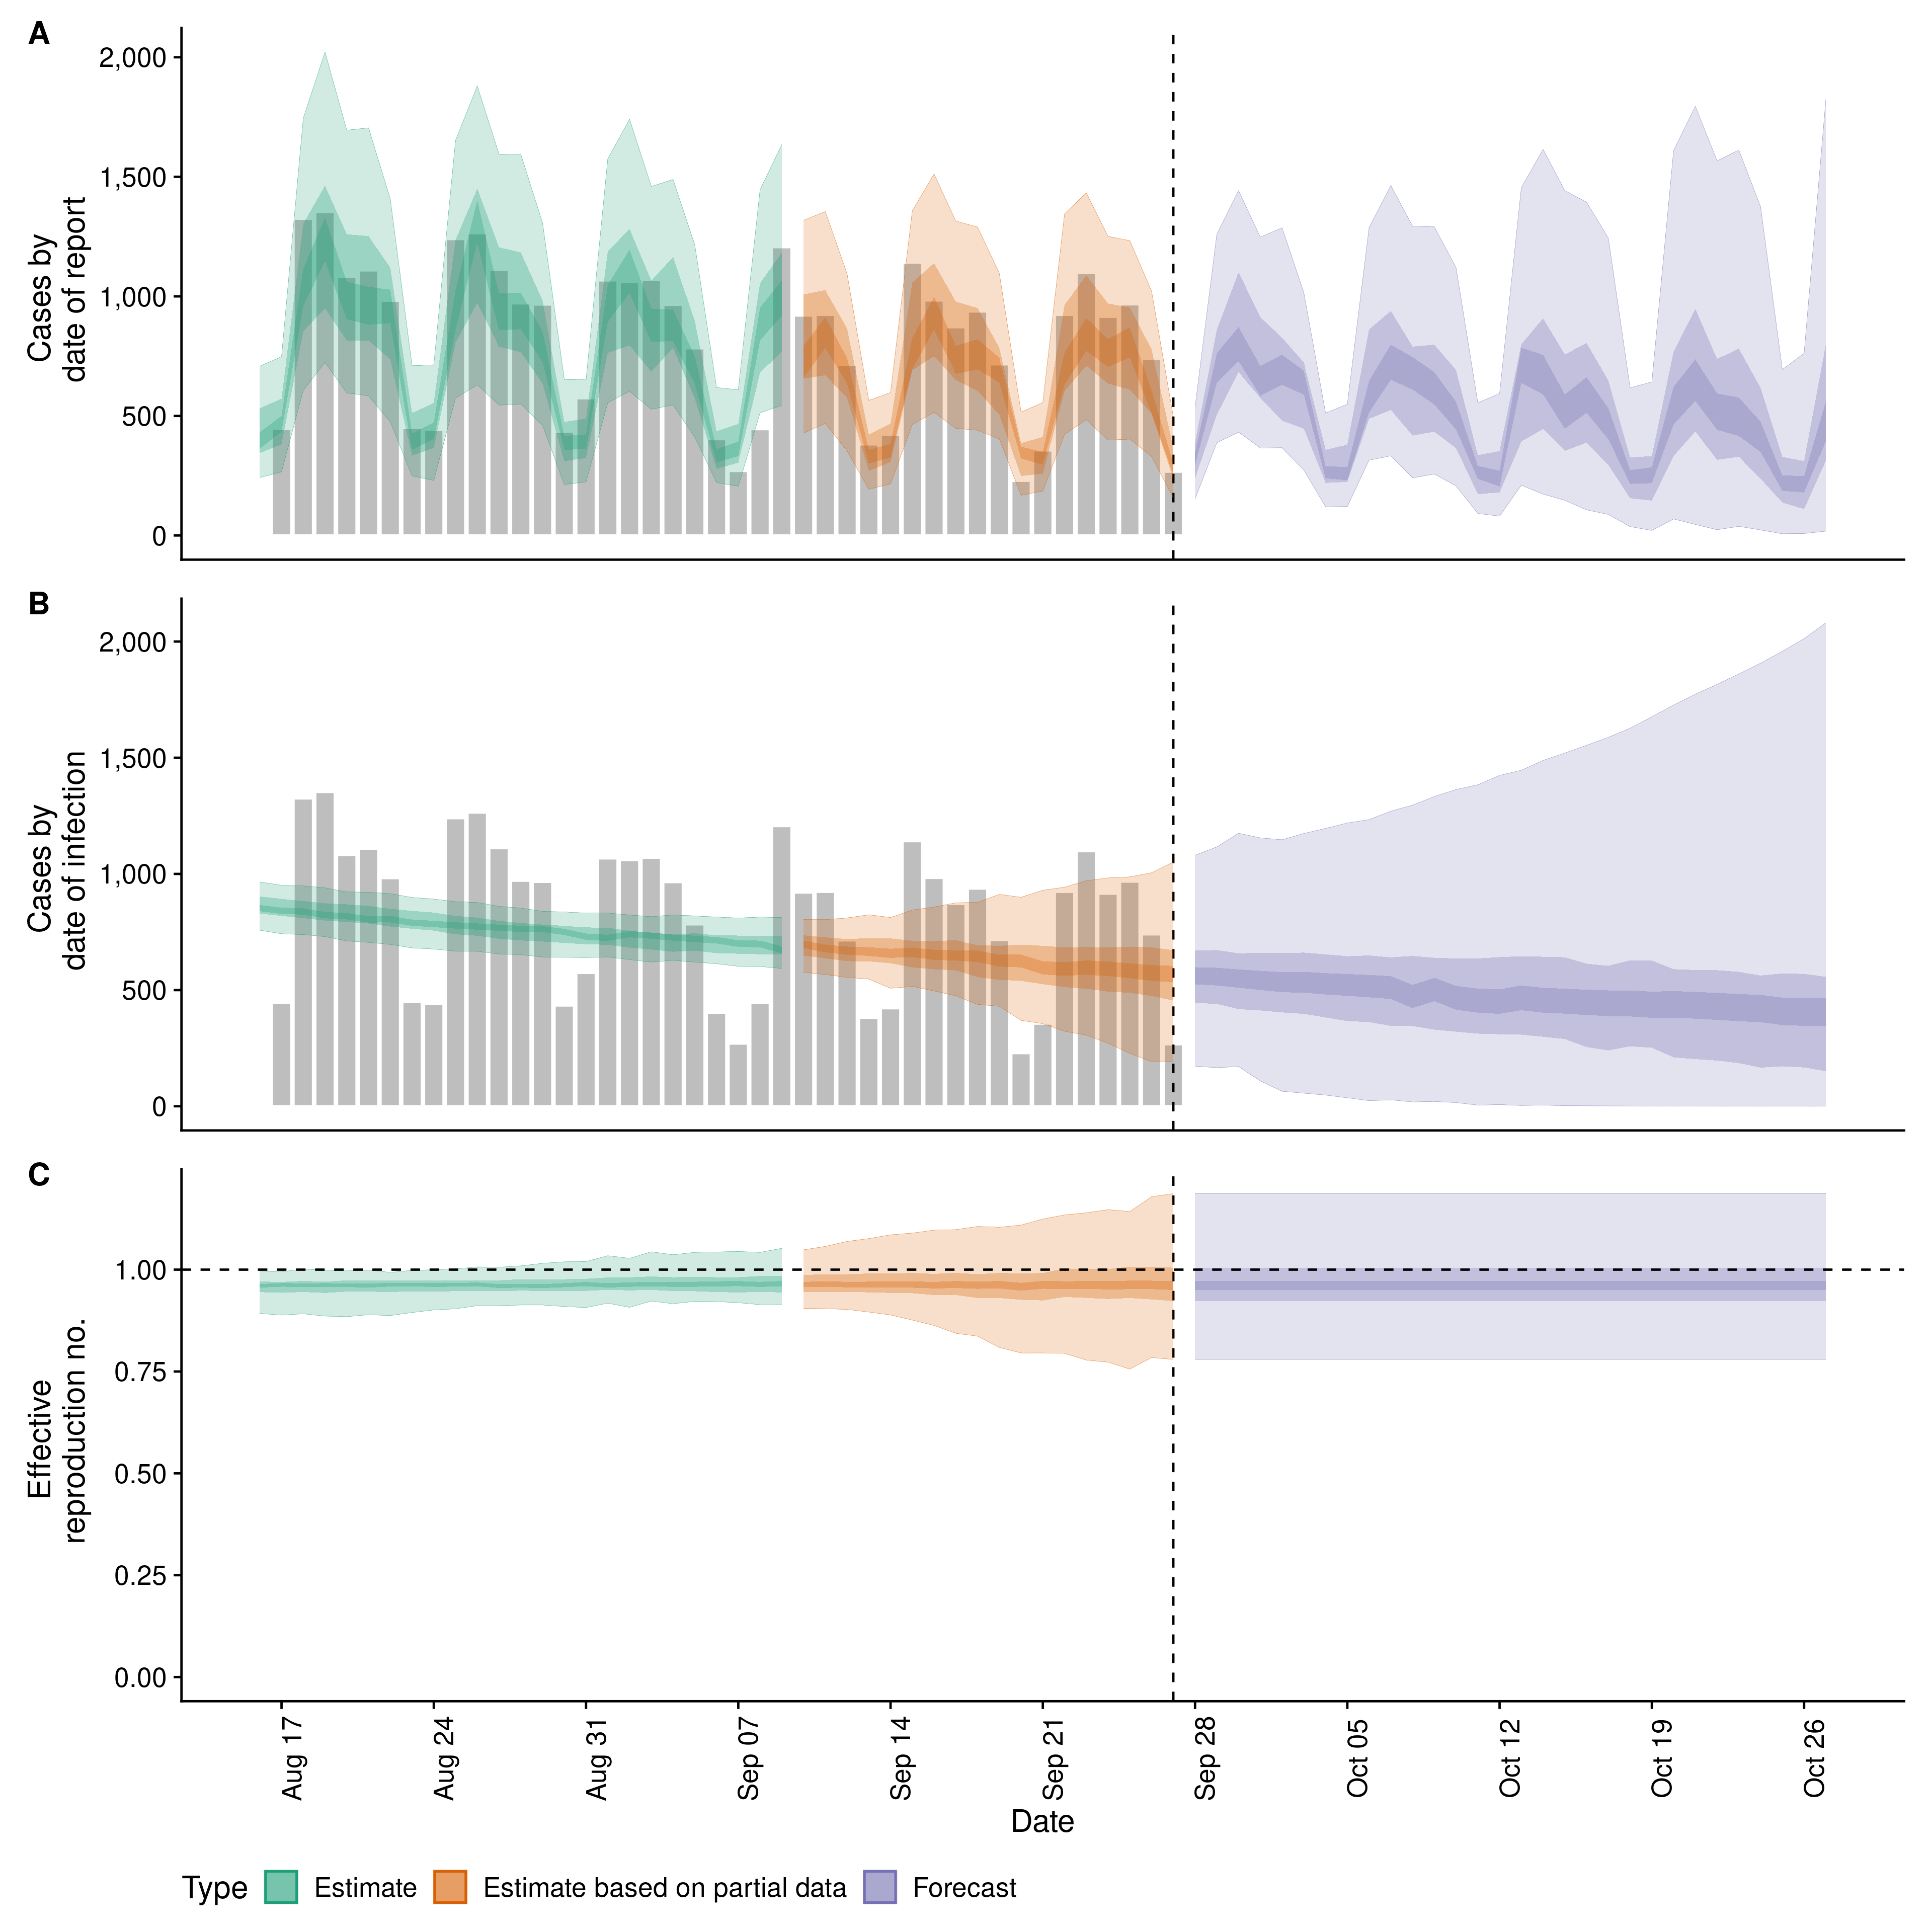 A
Cases by
date of report
2,000
1,500
1,000
500
0
B
Cases by
date of infection
2,000
1,500
1,000
500
0
C
Effective
reproduction no.
1.00
0.75
0.50
0.25
0.00
Aug 17
Aug 24
Aug 31
Sep 07
Sep 14
Sep 21
Sep 28
Oct 05
Oct 12
Oct 19
Oct 26
Date
Type Estimate Estimate based on partial data Forecast